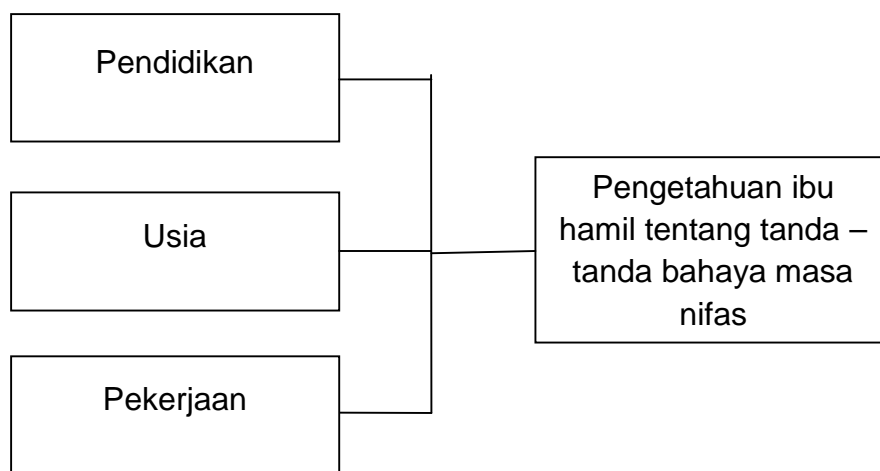 Pendidikan
Usia
Pekerjaan
Pengetahuan ibu
hamil tentang tanda –
tanda bahaya masa
nifas